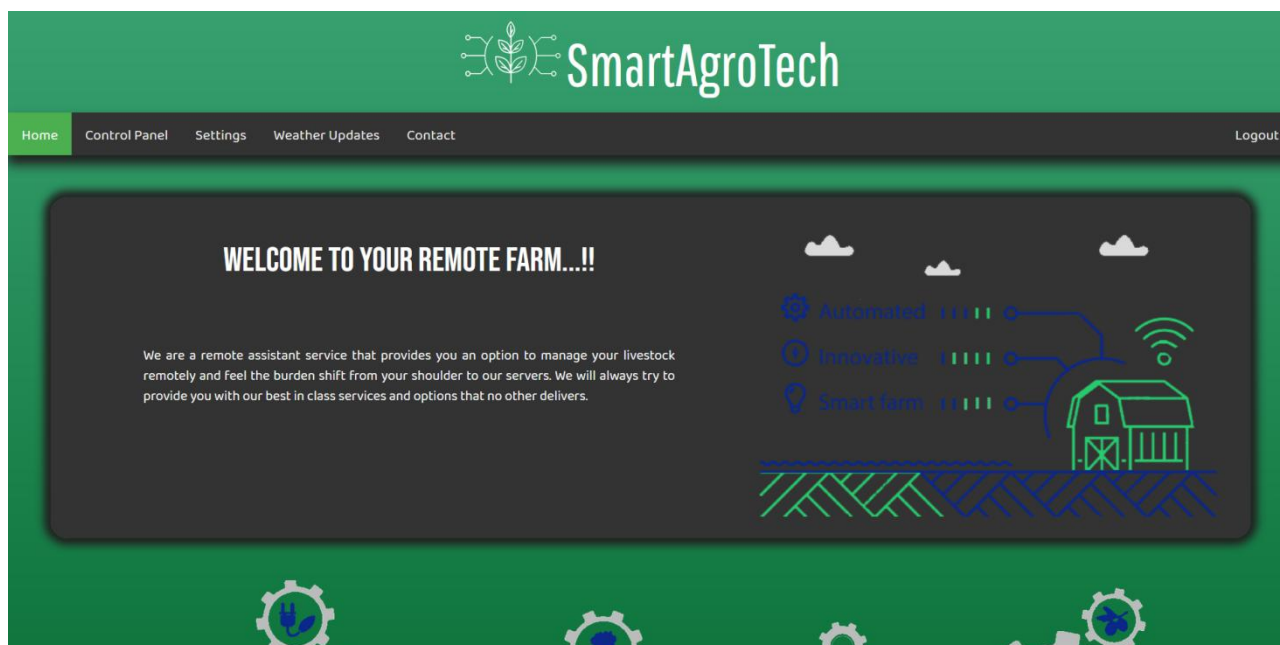 SmartAgroTech
Home Control Panel Settings Weather Updates Contact Logout
WELCOME TO YOUR REMOTE FARM...!!
We are a remote assistant service that provides you an option to manage your livestock
remotely and feel the burden shift from your shoulder to our servers. We will always try to
provide you with our best in class services and options that no other delivers.
Automated
Innovative
Smart farm